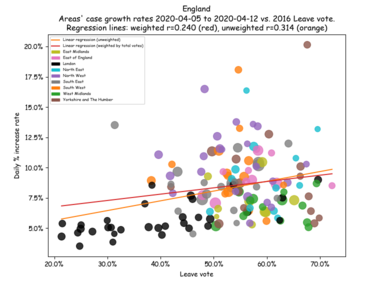 England
Areas' case growth rates 2020-04-05 to 2020-04-12 vs. 2016 Leave vote.
Regression lines: weighted r=0.240 (red), unweighted r=0.314 (orange)
Linear regression (unweighted)
Linear regression (weighted by total votes)
East Midlands
East of England
London
North East
North West
South East
South West
West Midlands
Yorkshire and The Humber
20.0%
17.5%
15.0%
12.5%
10.0%
7.5%
5.0%
Daily % increase rate
20.0%
30.0%
40.0%
50.0%
60.0%
70.0%
Leave vote